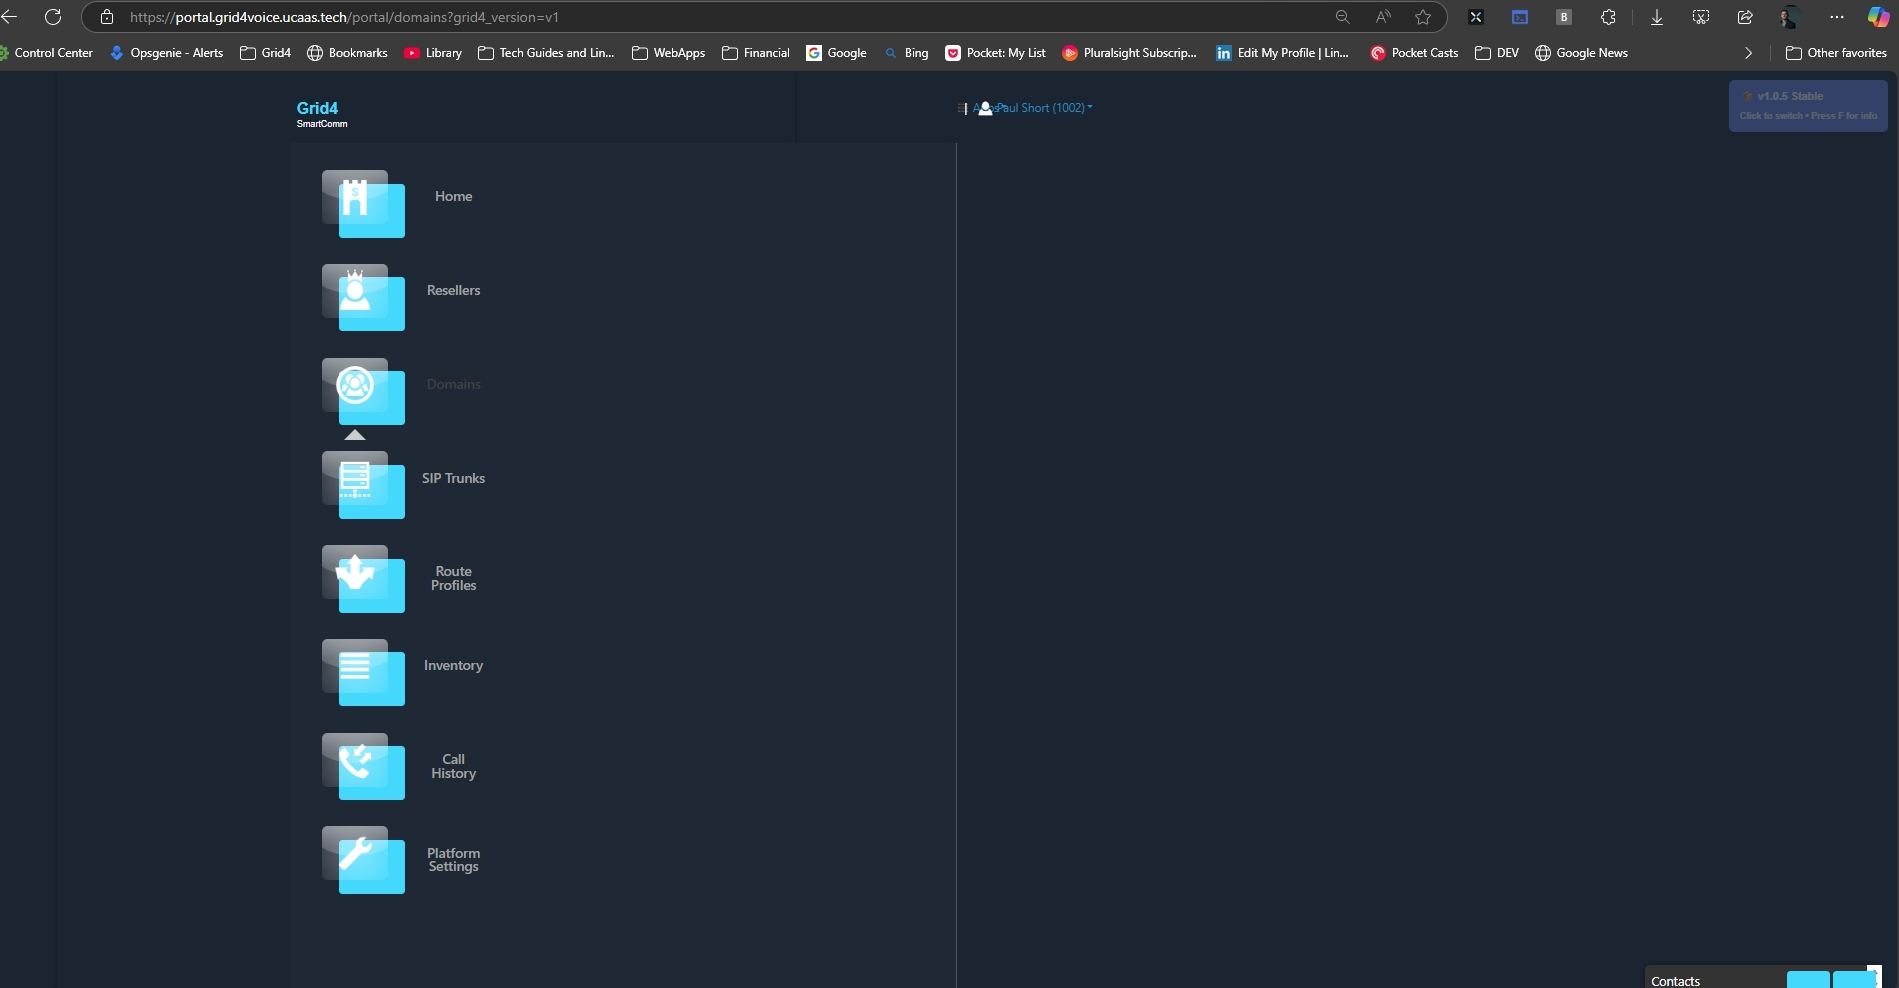 https://portal.grid4voice.ucaas.tech/portal/domains?grid4_version=v1
Control Center
Opsgenie - Alerts
Grid4
Bookmarks
Library
Tech Guides and Lin...
WebApps
Financial
Google
Bing
Pocket: My List
Pluralsight Subscrip...
Edit My Profile | Lin...
Pocket Casts
DEV
Google News
Other favorites
Grid4
SmartComm
Paul Short (1002)
v1.0.5 Stable
Click to switch • Press F for info
Home
Resellers
Domains
SIP Trunks
Route
Profiles
Inventory
Call
History
Platform
Settings
Contacts